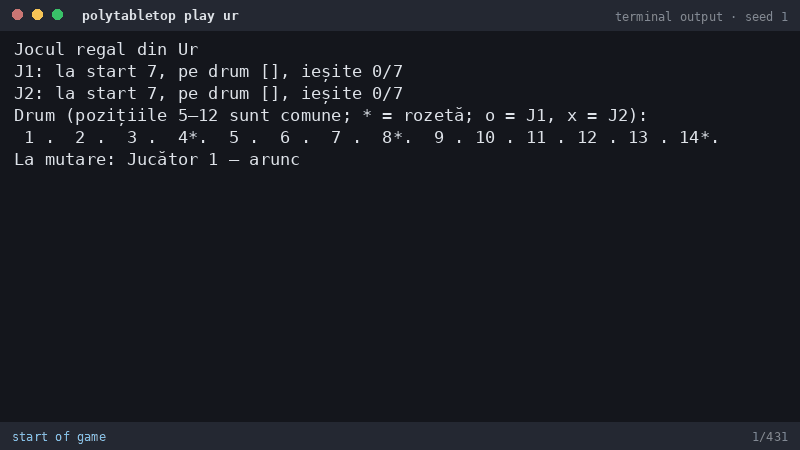 polytabletop play ur
terminal output · seed 1
Jocul regal din Ur
J1: la start 7, pe drum [], ieșite 0/7
J2: la start 7, pe drum [], ieșite 0/7
Drum (pozițiile 5–12 sunt comune; * = rozetă; o = J1, x = J2):
1 .  2 .  3 .  4*.  5 .  6 .  7 .  8*.  9 . 10 . 11 . 12 . 13 . 14*.
La mutare: Jucător 1 — arunc
start of game
1/431